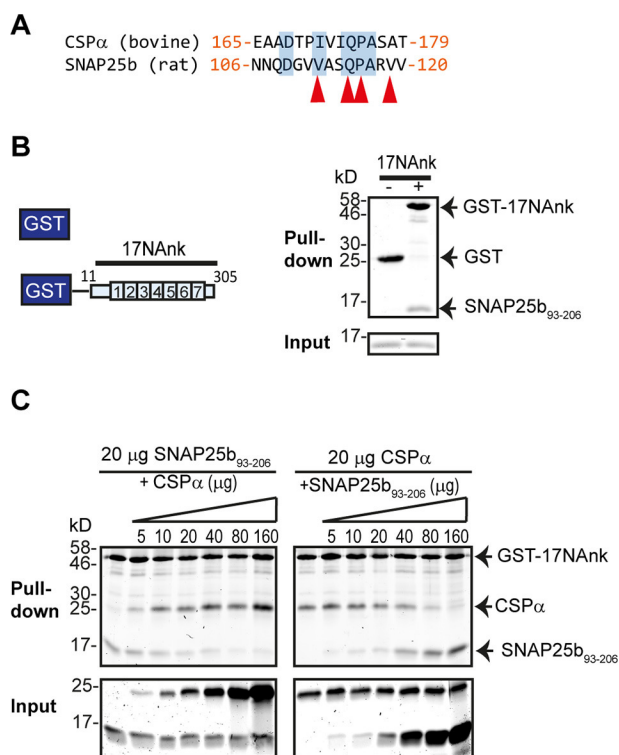 A
CSPα (bovine) 165-EAADTPIVIQPASAT-179
SNAP25b (rat) 106-NNQDGVVASQPARVV-120
B
GST
17NAnk
GST 11 1 2 3 4 5 6 7 305
17NAnk
kD - +
58-
46-
30-
25-
17-
Pull-
down
GST-17NAnk
GST
SNAP25b93-206
17-
Input
C
20 µg SNAP25b93-206
+ CSPα (µg)
20 µg CSPα
+SNAP25b93-206 (µg)
kD 5 10 20 40 80 160 5 10 20 40 80 160
58-
46-
30-
25-
17-
Pull-
down
GST-17NAnk
CSPα
SNAP25b93-206
25-
17-
Input